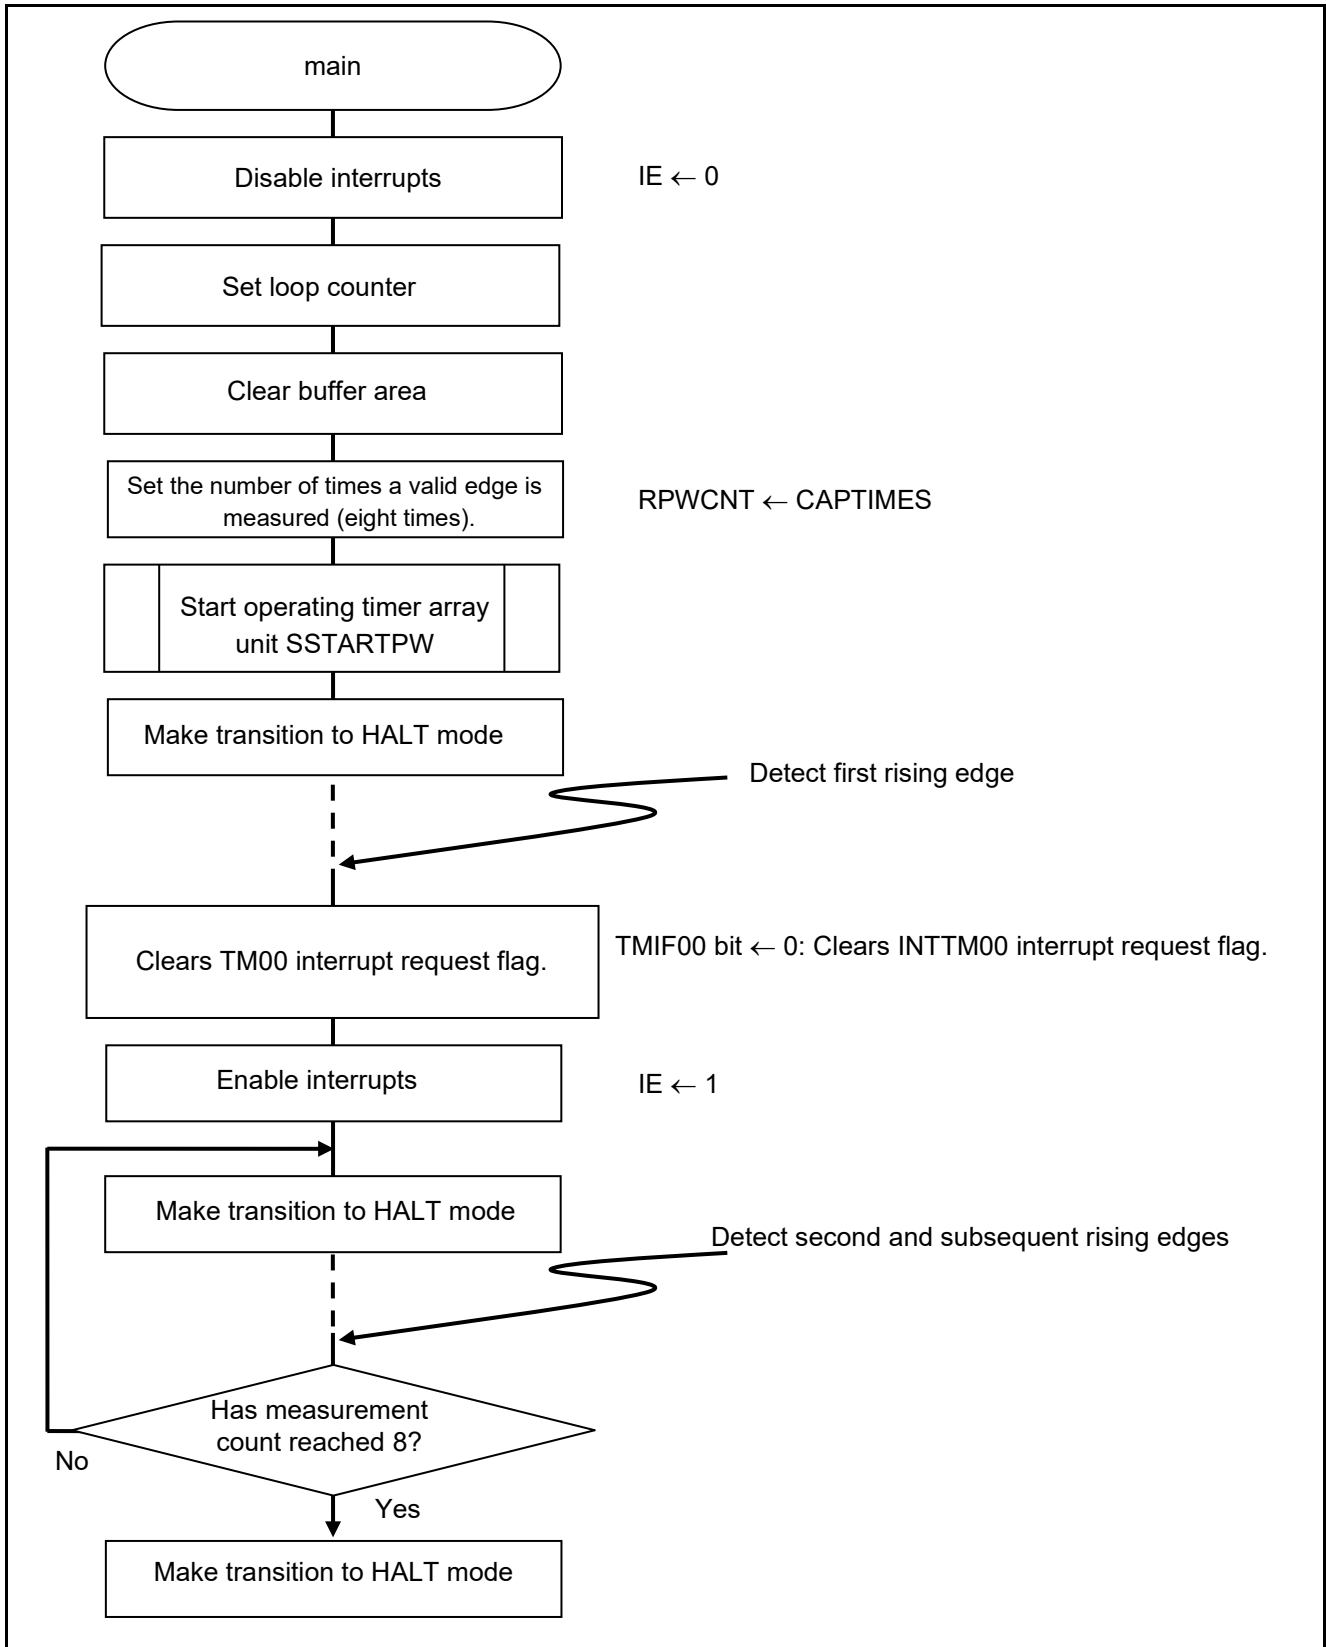 main
Disable interrupts
IE ← 0
Set loop counter
Clear buffer area
Set the number of times a valid edge is
measured (eight times).
RPWCNT ← CAPTIMES
Start operating timer array
unit SSTARTPW
Make transition to HALT mode
Detect first rising edge
Clears TM00 interrupt request flag.
TMIF00 bit ← 0: Clears INTTM00 interrupt request flag.
Enable interrupts
IE ← 1
Make transition to HALT mode
Detect second and subsequent rising edges
Has measurement
count reached 8?
No
Yes
Make transition to HALT mode